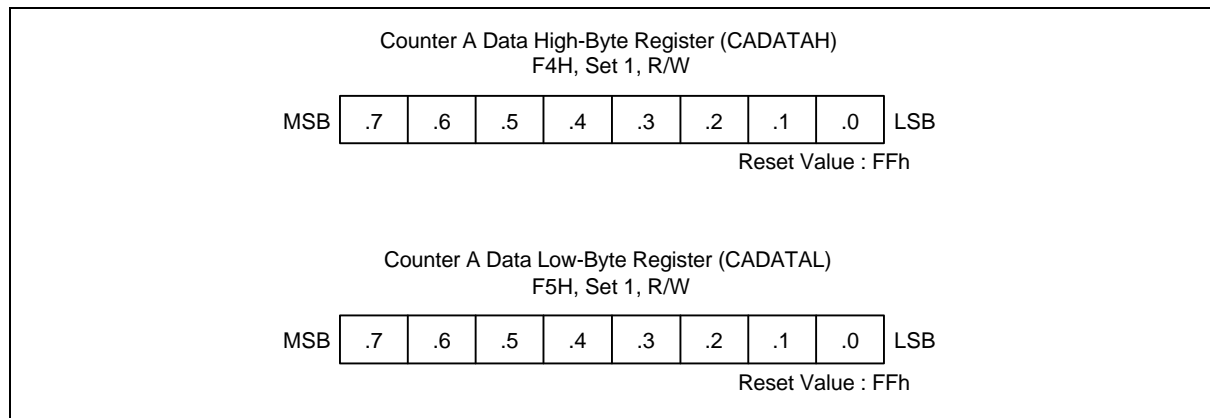 Counter A Data High-Byte Register (CADATAH)
F4H, Set 1, R/W
MSB .7 .6 .5 .4 .3 .2 .1 .0 LSB
Reset Value : FFh
Counter A Data Low-Byte Register (CADATAL)
F5H, Set 1, R/W
MSB .7 .6 .5 .4 .3 .2 .1 .0 LSB
Reset Value : FFh